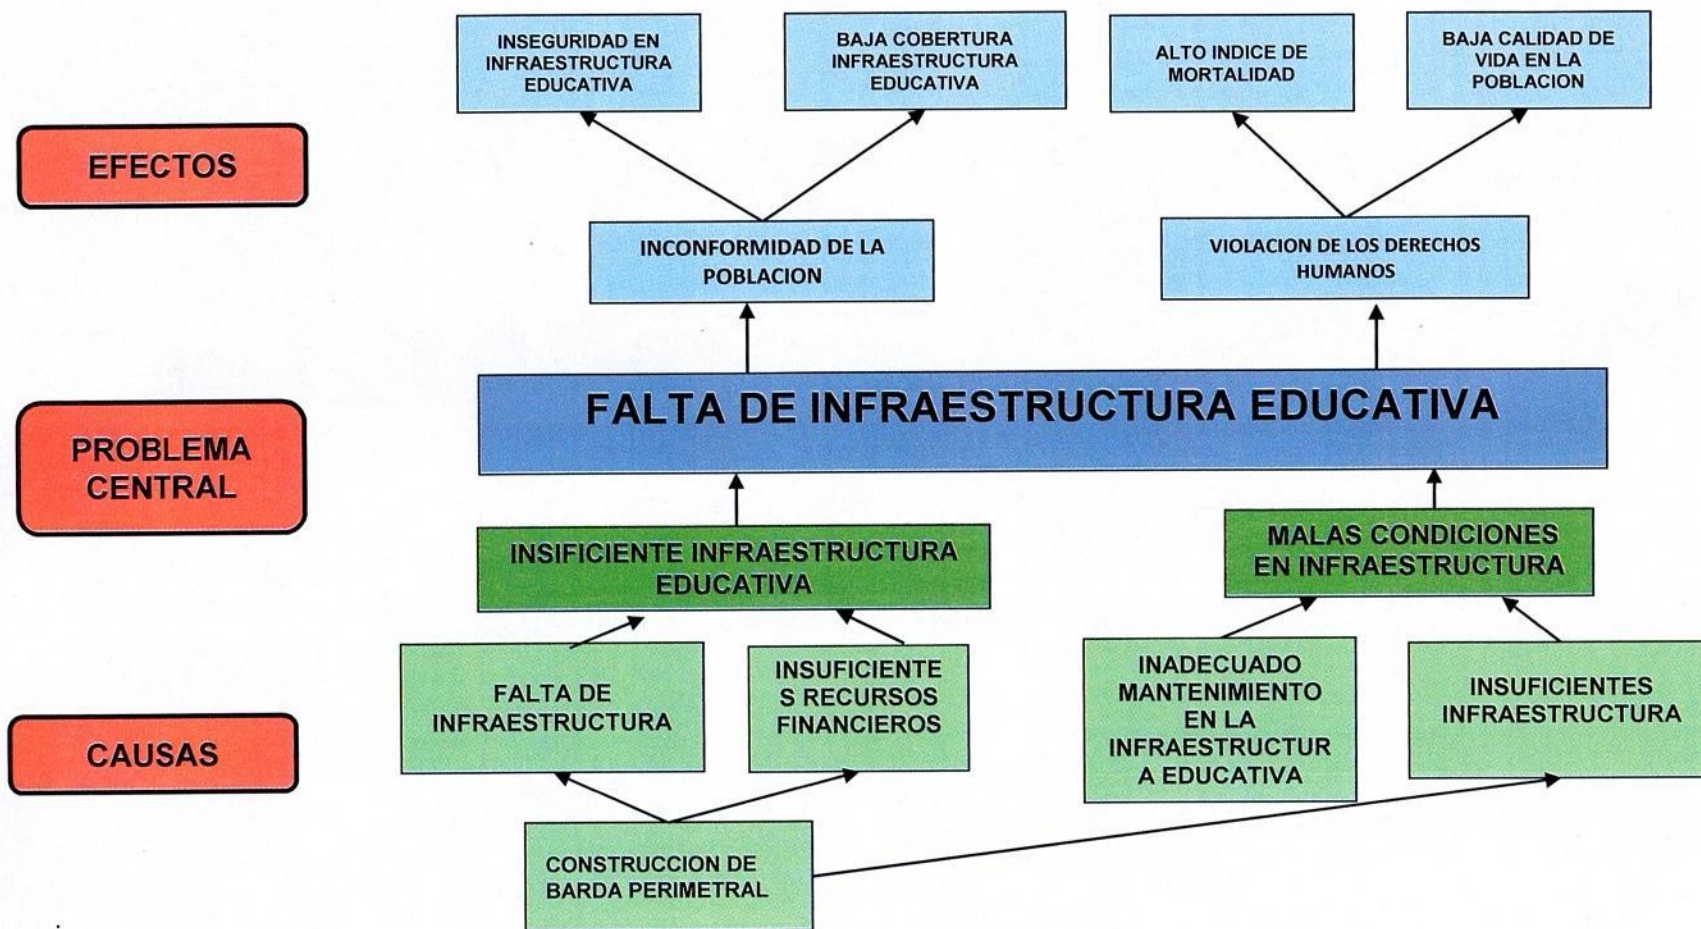 INSEGURIDAD EN
INFRAESTRUCTURA
EDUCATIVA
BAJA COBERTURA
INFRAESTRUCTURA
EDUCATIVA
ALTO INDICE DE
MORTALIDAD
BAJA CALIDAD DE
VIDA EN LA
POBLACION
EFECTOS
INCONFORMIDAD DE LA
POBLACION
VIOLACION DE LOS DERECHOS
HUMANOS
PROBLEMA
CENTRAL
FALTA DE INFRAESTRUCTURA EDUCATIVA
INSIFICIENTE INFRAESTRUCTURA
EDUCATIVA
MALAS CONDICIONES
EN INFRAESTRUCTURA
CAUSAS
FALTA DE
INFRAESTRUCTURA
INSUFICIENTE
S RECURSOS
FINANCIEROS
INADECUADO
MANTENIMIENTO
EN LA
INFRAESTRUCTUR
A EDUCATIVA
INSUFICIENTES
INFRAESTRUCTURA
CONSTRUCCION DE
BARDA PERIMETRAL